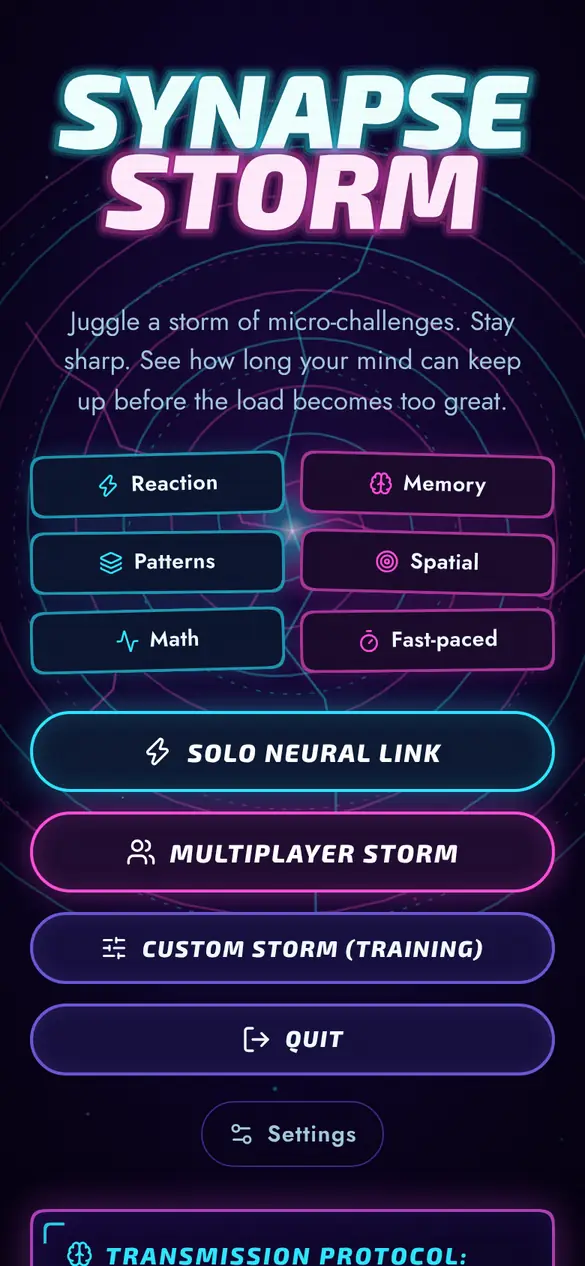 SYNAPSE
STORM
Juggle a storm of micro-challenges. Stay
sharp. See how long your mind can keep
up before the load becomes too great.
Reaction
Memory
Patterns
Spatial
Math
Fast-paced
SOLO NEURAL LINK
MULTIPLAYER STORM
CUSTOM STORM (TRAINING)
QUIT
Settings
TRANSMISSION PROTOCOL: